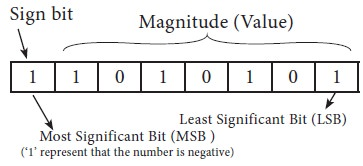 Sign bit
Magnitude (Value)
1 1 0 1 0 1 0 1
Least Significant Bit (LSB)
Most Significant Bit (MSB )
(‘1’ represent that the number is negative)